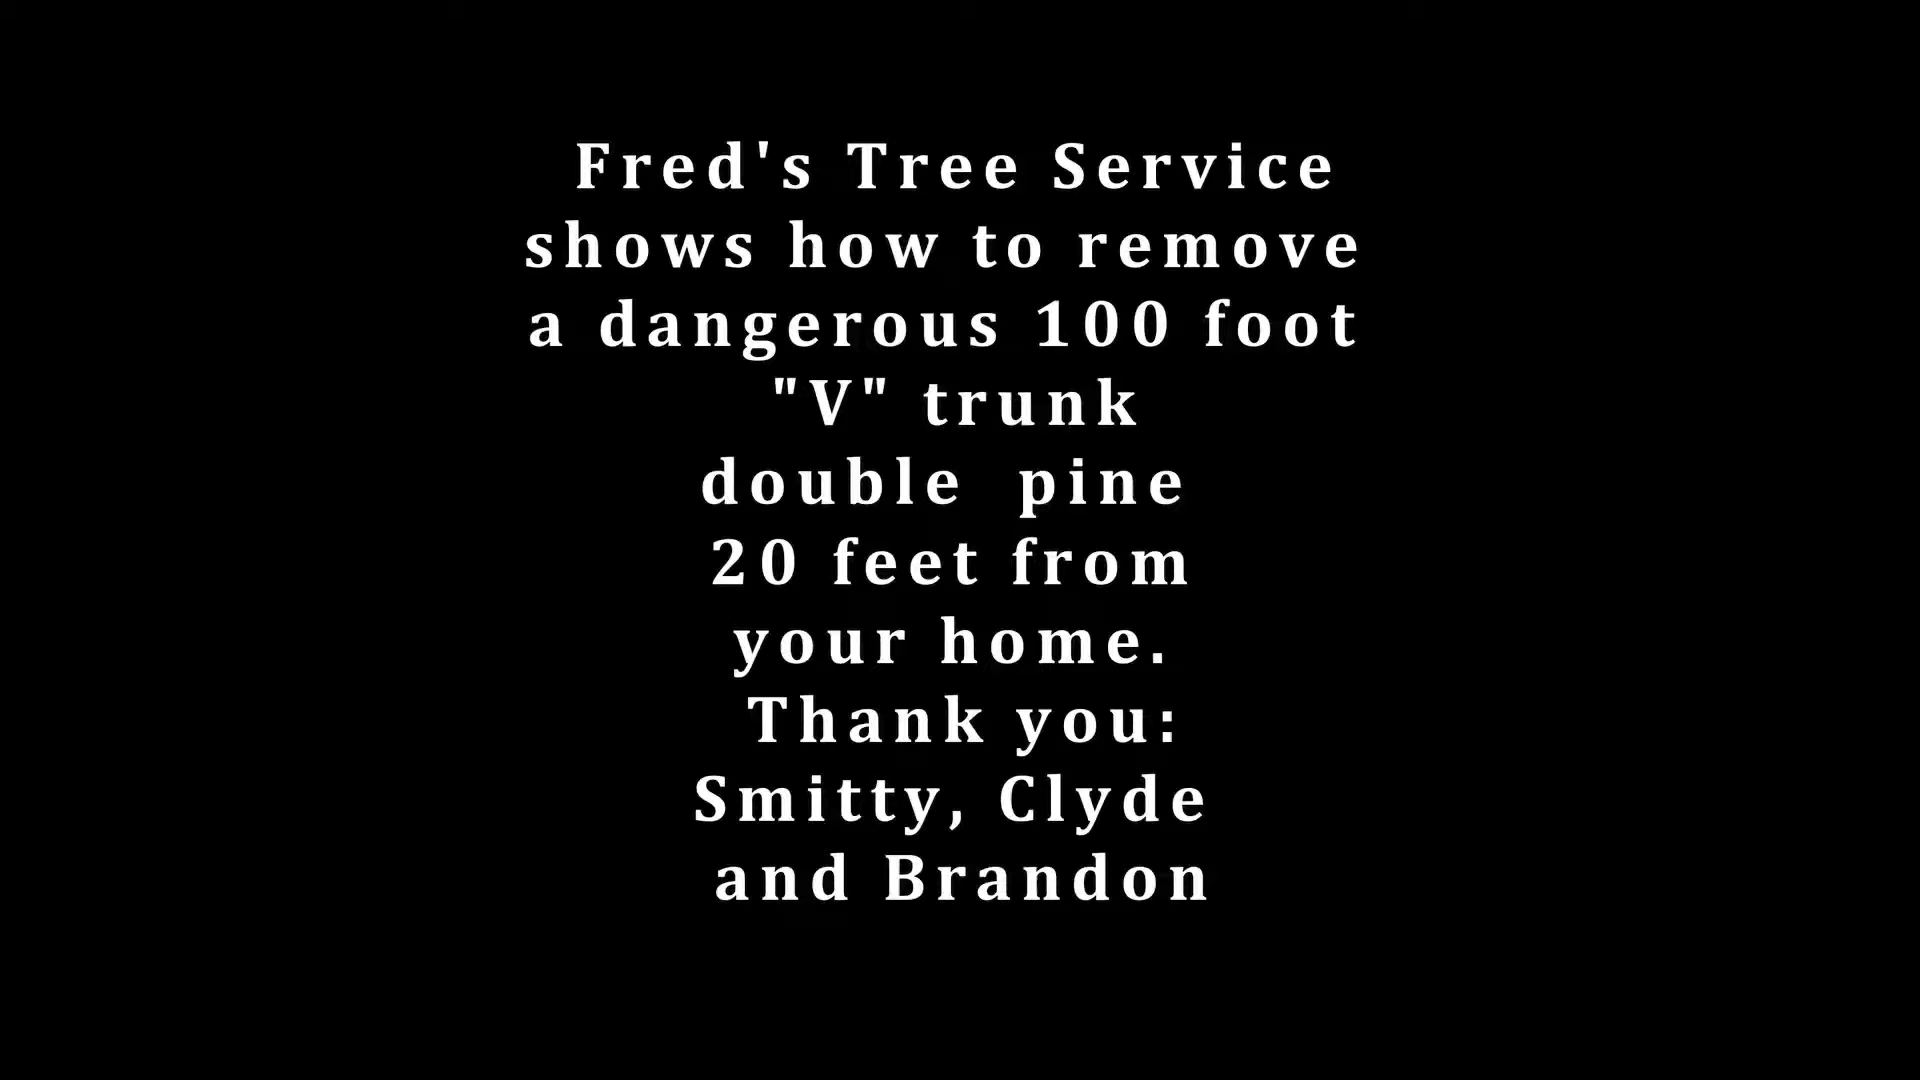 Fred's Tree Service
shows how to remove
a dangerous 100 foot
"V" trunk
double pine
20 feet from
your home.
Thank you:
Smitty, Clyde
and Brandon